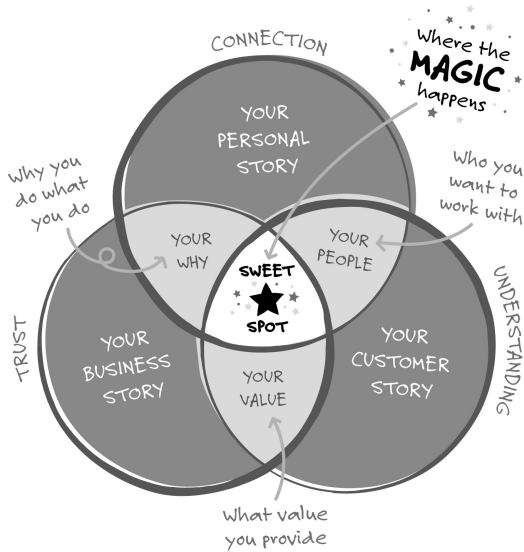 CONNECTION
Where the
MAGIC
happens
YOUR
PERSONAL
STORY
Why you
do what
you do
Who you
want to
work with
YOUR
WHY
YOUR
PEOPLE
SWEET
SPOT
TRUST
UNDERSTANDING
YOUR
BUSINESS
STORY
YOUR
CUSTOMER
STORY
YOUR
VALUE
What value
you provide